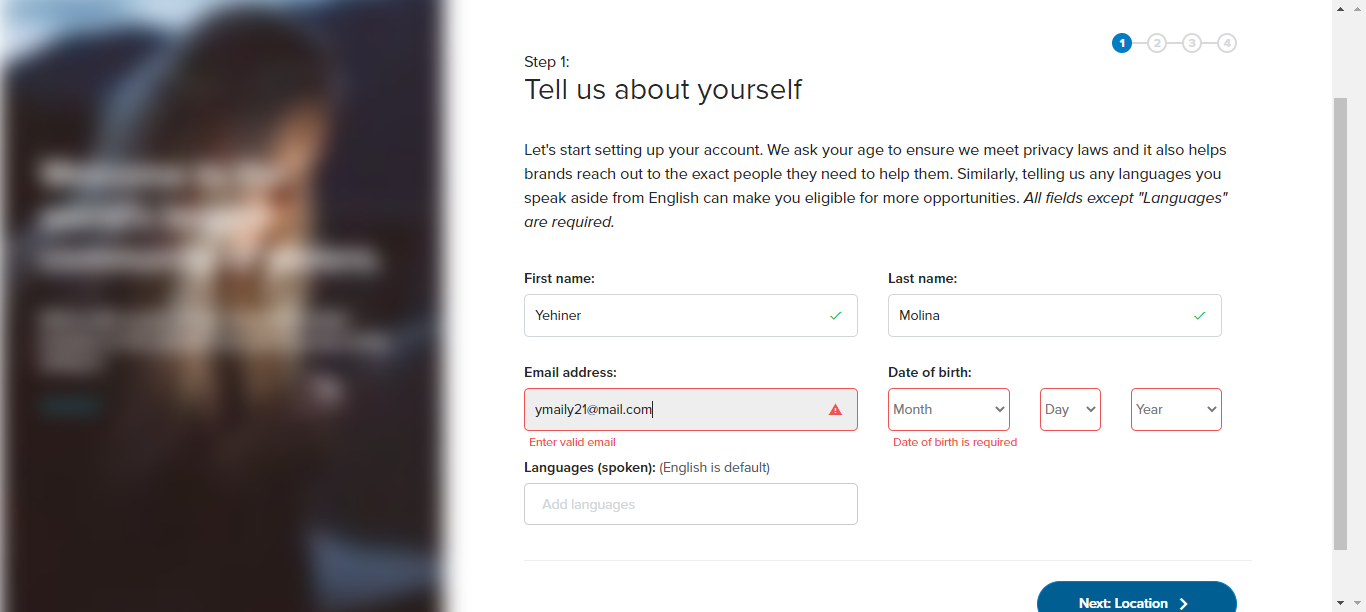 1 2 3 4
Step 1:
Tell us about yourself
Let's start setting up your account. We ask your age to ensure we meet privacy laws and it also helps
brands reach out to the exact people they need to help them. Similarly, telling us any languages you
speak aside from English can make you eligible for more opportunities. All fields except "Languages"
are required.
First name:
Last name:
Yehiner
Molina
Email address:
Date of birth:
ymaily21@mail.com
Month
Day
Year
Enter valid email
Date of birth is required
Languages (spoken): (English is default)
Add languages
Next: Location